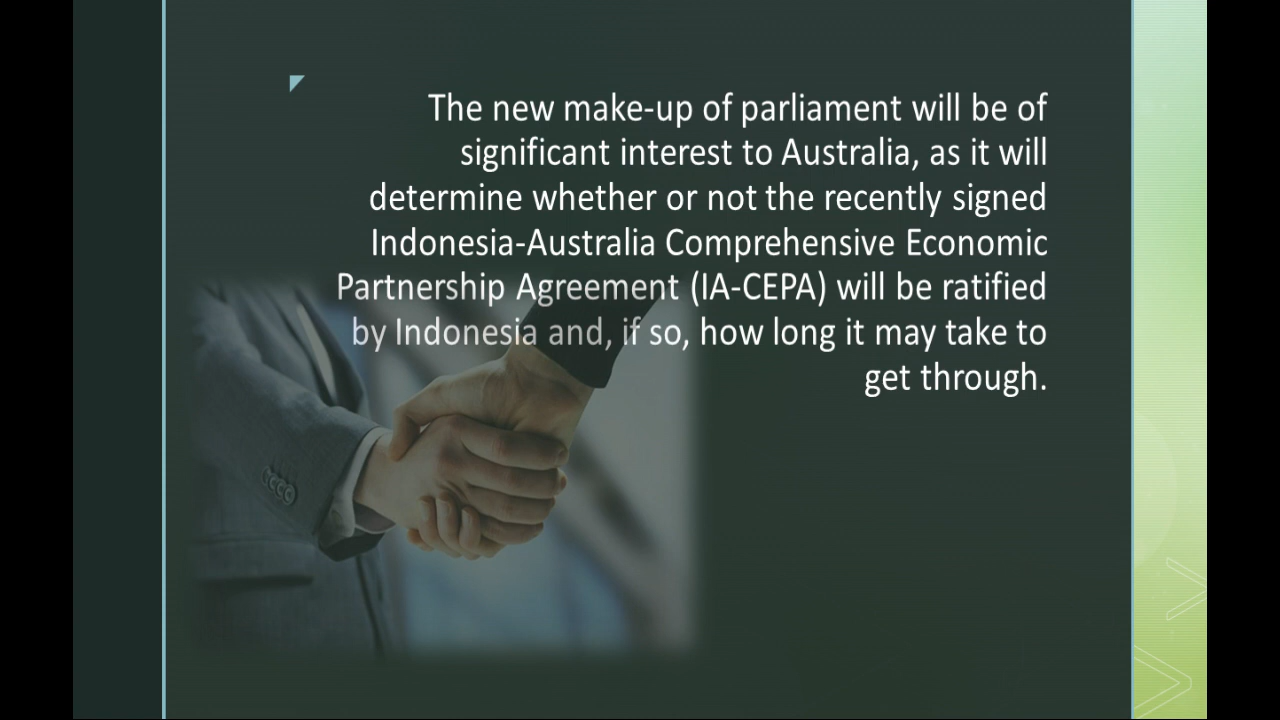 The new make-up of parliament will be of
significant interest to Australia, as it will
determine whether or not the recently signed
Indonesia-Australia Comprehensive Economic
Partnership Agreement (IA-CEPA) will be ratified
by Indonesia and, if so, how long it may take to
get through.